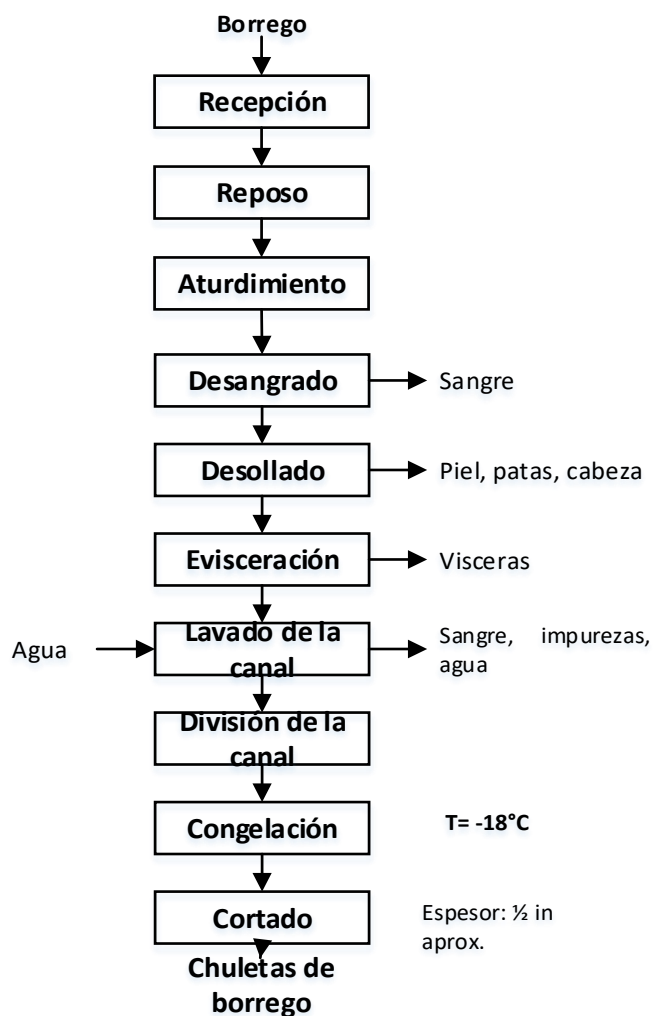 Borrego
Recepción
Reposo
Aturdimiento
Desangrado
Sangre
Desollado
Piel, patas, cabeza
Evisceración
Visceras
Agua
Lavado de la
canal
Sangre, impurezas,
agua
División de la
canal
Congelación
T= -18°C
Cortado
Espesor: ½ in
aprox.
Chuletas de
borrego